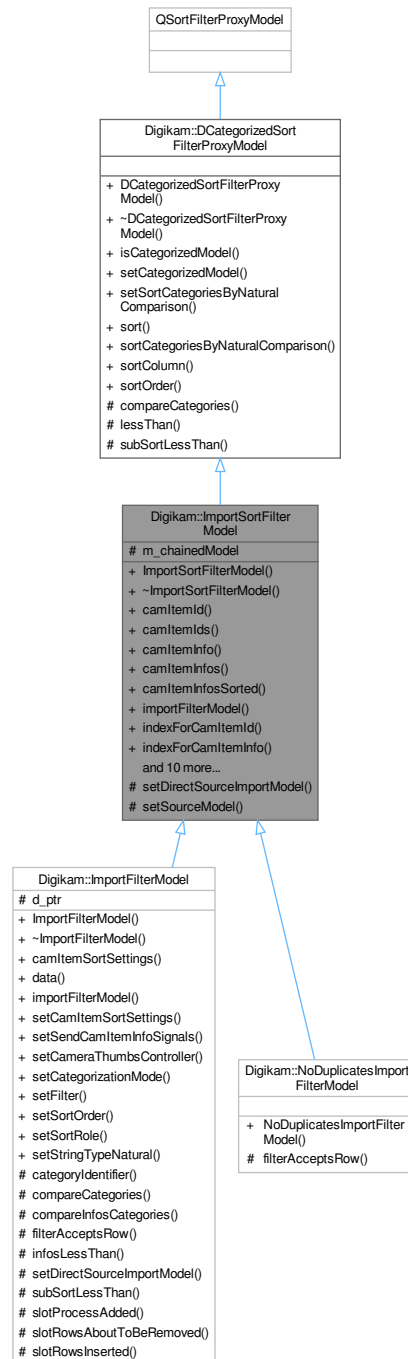 QSortFilterProxyModel
Digikam::DCategorizedSort
FilterProxyModel
+ DCategorizedSortFilterProxy
Model()
+ ~DCategorizedSortFilterProxy
Model()
+ isCategorizedModel()
+ setCategorizedModel()
+ setSortCategoriesByNatural
Comparison()
+ sort()
+ sortCategoriesByNaturalComparison()
+ sortColumn()
+ sortOrder()
# compareCategories()
# lessThan()
# subSortLessThan()
Digikam::ImportSortFilter
Model
# m_chainedModel
+ ImportSortFilterModel()
+ ~ImportSortFilterModel()
+ camItemId()
+ camItemIds()
+ camItemInfo()
+ camItemInfos()
+ camItemInfosSorted()
+ importFilterModel()
+ indexForCamItemId()
+ indexForCamItemInfo()
and 10 more...
# setDirectSourceImportModel()
# setSourceModel()
Digikam::ImportFilterModel
# d_ptr
+ ImportFilterModel()
+ ~ImportFilterModel()
+ camItemSortSettings()
+ data()
+ importFilterModel()
+ setCamItemSortSettings()
+ setSendCamItemInfoSignals()
+ setCameraThumbsController()
+ setCategorizationMode()
+ setFilter()
+ setSortOrder()
+ setSortRole()
+ setStringTypeNatural()
# categoryIdentifier()
# compareCategories()
# compareInfosCategories()
# filterAcceptsRow()
# infosLessThan()
# setDirectSourceImportModel()
# subSortLessThan()
# slotProcessAdded()
# slotRowsAboutToBeRemoved()
# slotRowsInserted()
Digikam::NoDuplicatesImport
FilterModel
+ NoDuplicatesImportFilter
Model()
# filterAcceptsRow()